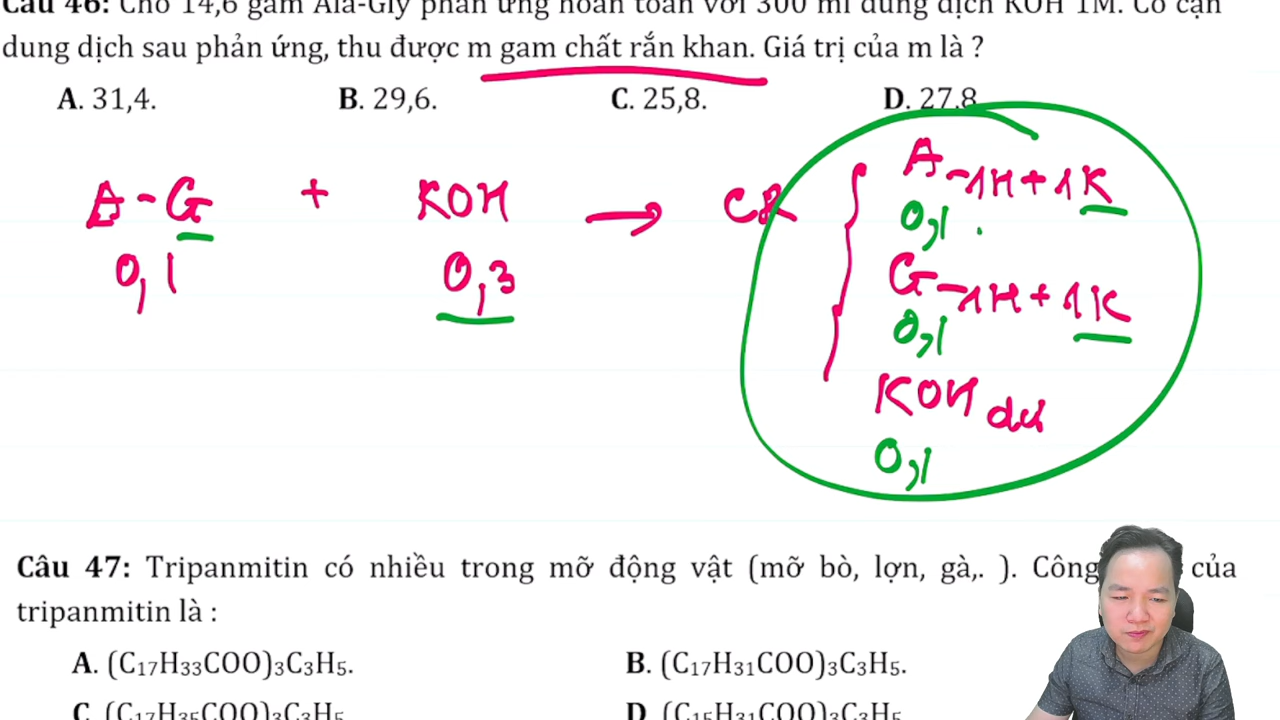 Câu 46: Cho 14,6 gam Ala-Gly phản ứng hoàn toàn với 300 ml dung dịch KOH 1M. Cô cạn
dung dịch sau phản ứng, thu được m gam chất rắn khan. Giá trị của m là ?
A. 31,4. B. 29,6. C. 25,8. D. 27,8
A-G + KOH → CR
0,1 0,3
A-1H+1K
0,1
G-1H+1K
0,1
KOH dư
0,1
Câu 47: Tripanmitin có nhiều trong mỡ động vật (mỡ bò, lợn, gà,. ). Công của
tripanmitin là :
A. (C₁₇H₃₃COO)₃C₃H₅. B. (C₁₇H₃₁COO)₃C₃H₅.
C. (C₁₇H₃₅COO)₃C₃H₅ D. (C₁₅H₃₁COO)₃C₃H₅